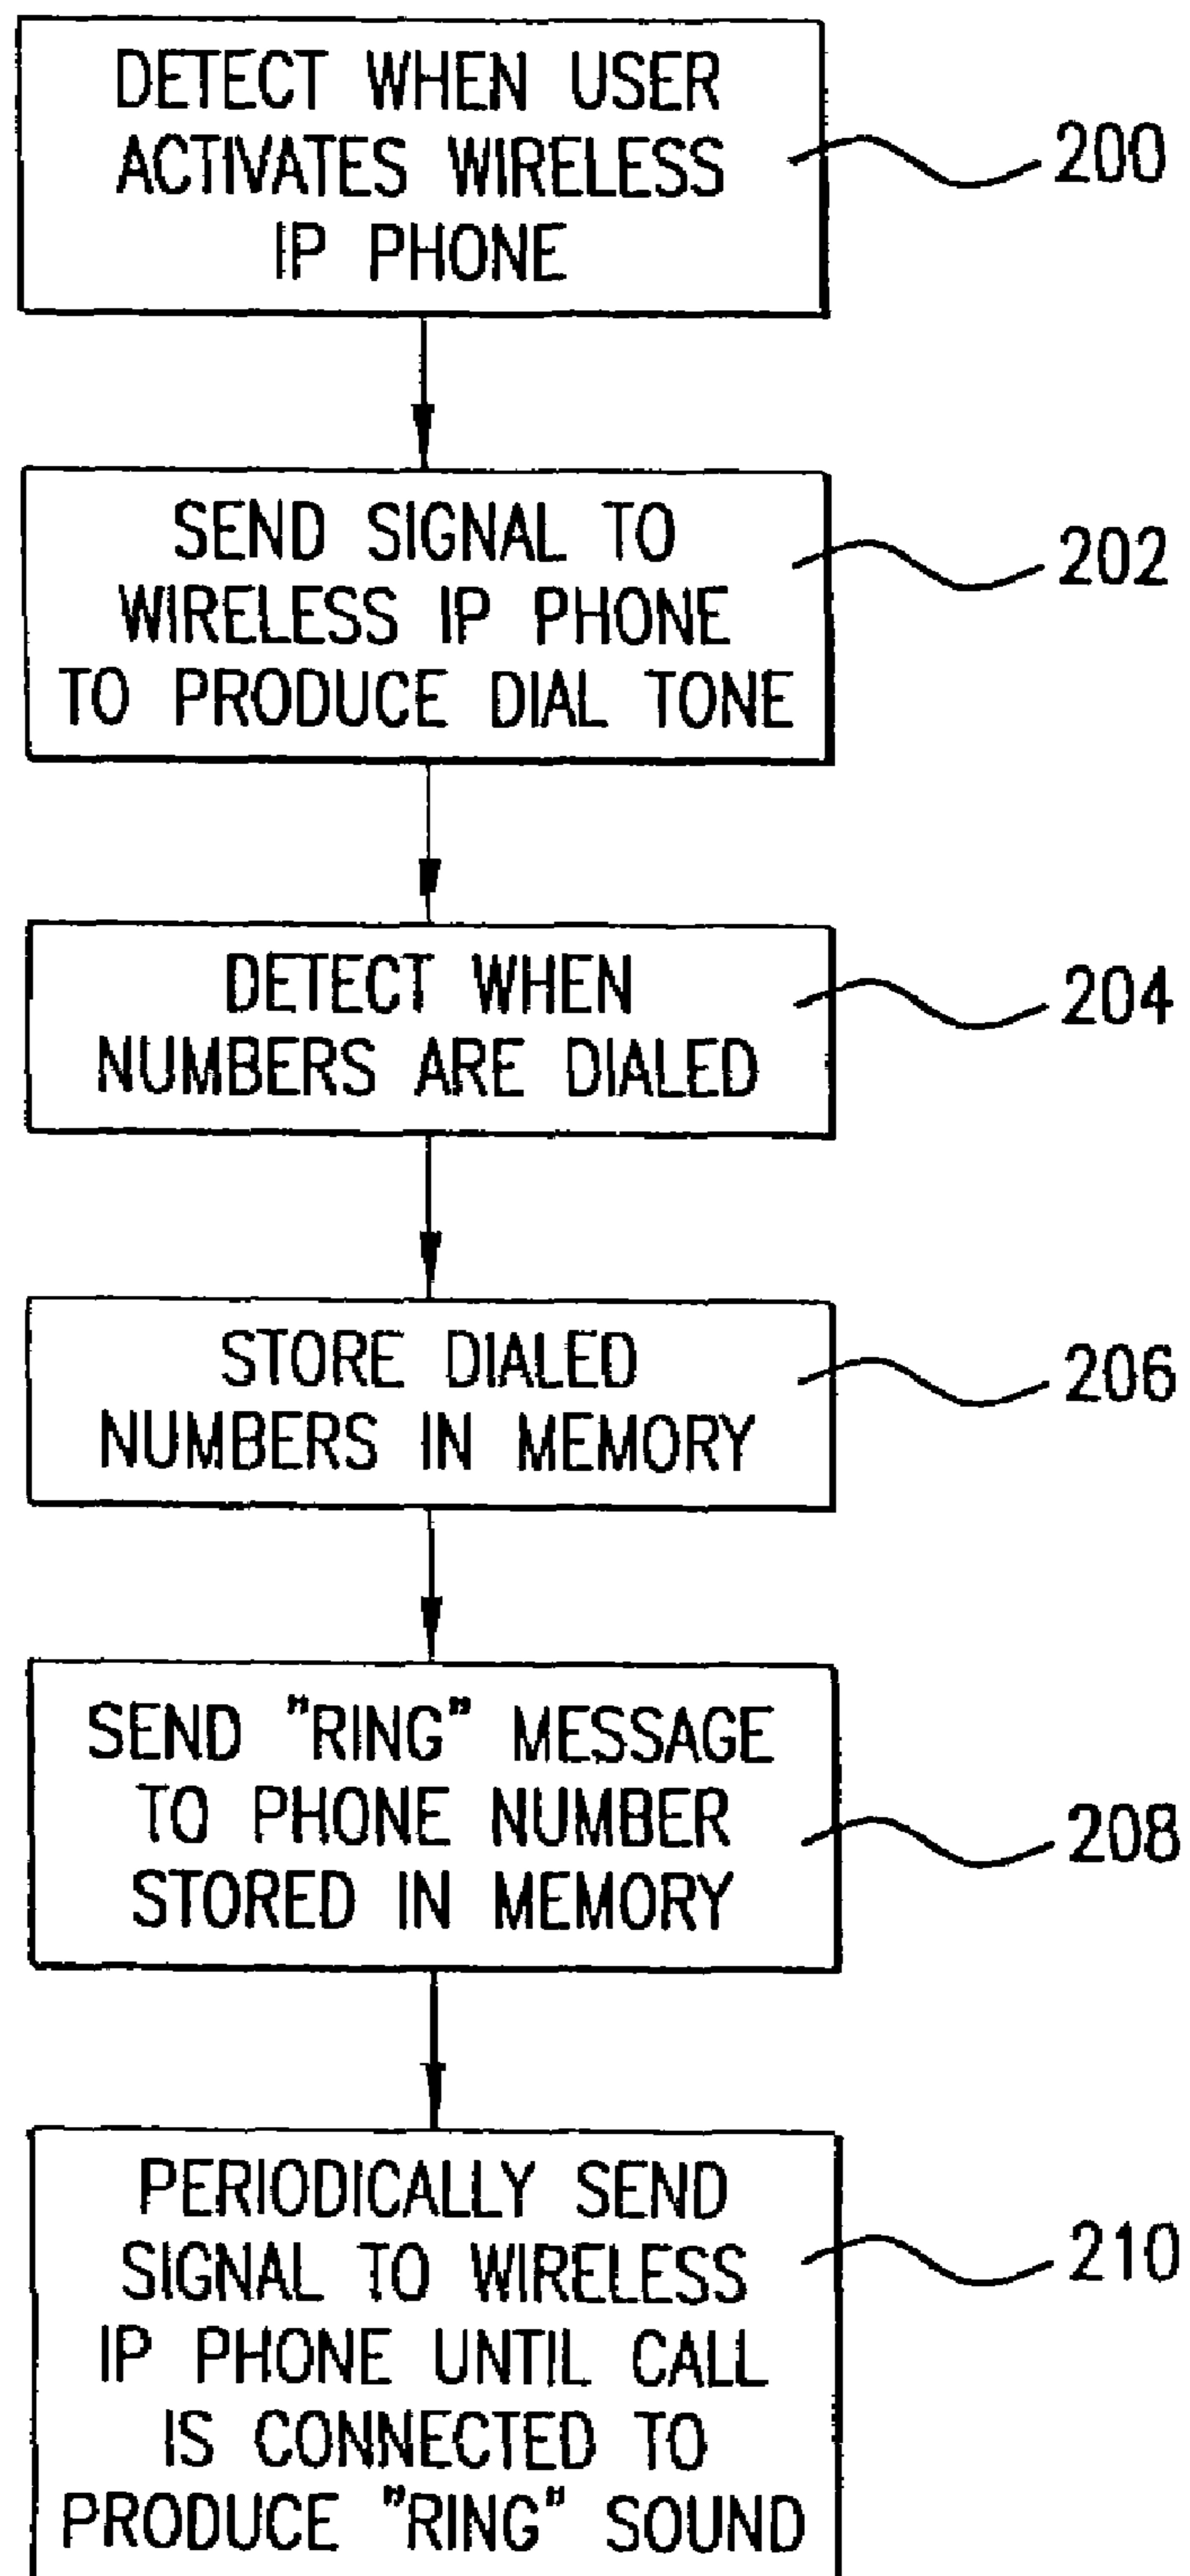 DETECT WHEN USER
ACTIVATES WIRELESS
IP PHONE
200
SEND SIGNAL TO
WIRELESS IP PHONE
TO PRODUCE DIAL TONE
202
DETECT WHEN
NUMBERS ARE DIALED
204
STORE DIALED
NUMBERS IN MEMORY
206
SEND "RING" MESSAGE
TO PHONE NUMBER
STORED IN MEMORY
208
PERIODICALLY SEND
SIGNAL TO WIRELESS
IP PHONE UNTIL CALL
IS CONNECTED TO
PRODUCE "RING" SOUND
210